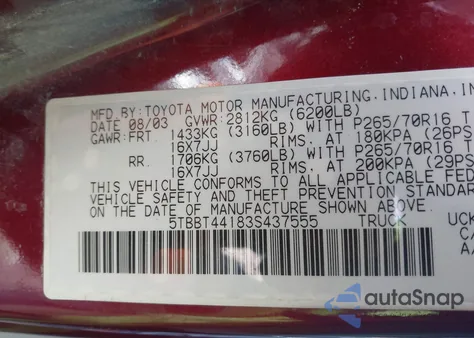 MFD. BY: TOYOTA MOTOR MANUFACTURING, INDIANA, IN
DATE 08/03 GVWR: 2812KG (6200LB)
GAWR: FRT. 1433KG (3160LB) WITH P265/70R16 T
16X7JJ RIMS, AT 180KPA (26PS
RR. 1706KG (3760LB) WITH P265/70R16 T
16X7JJ RIMS, AT 200KPA (29PS
THIS VEHICLE CONFORMS TO ALL APPLICABLE FED
VEHICLE SAFETY AND THEFT PREVENTION STANDAR
DATE OF MANUFACTURE SHOWN ABOVE.
5TBBT44183S437555 TRUCK UCK
C/
A/
autoSnap